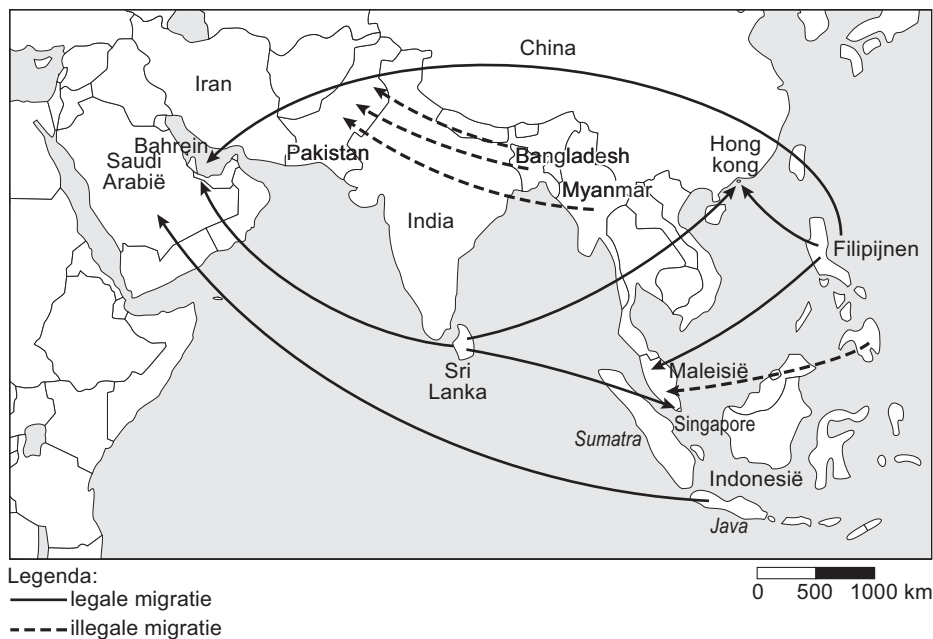 China
Iran
Bahrein
Saudi
Arabië
Pakistan
Bangladesh
Hong
kong
Myanmar
India
Filipijnen
Sri
Lanka
Maleisië
Singapore
Sumatra
Indonesië
Java
Legenda:
legale migratie
illegale migratie
0 500 1000 km